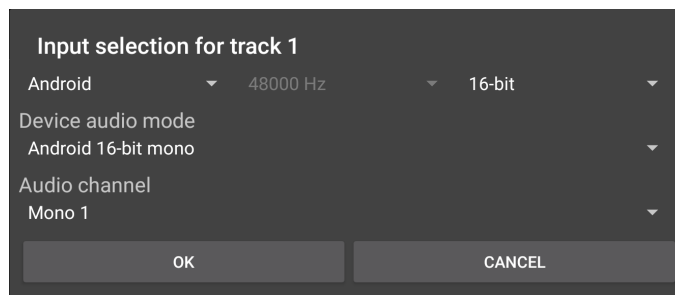 Input selection for track 1
Android 48000 Hz 16-bit
Device audio mode
Android 16-bit mono
Audio channel
Mono 1
OK CANCEL